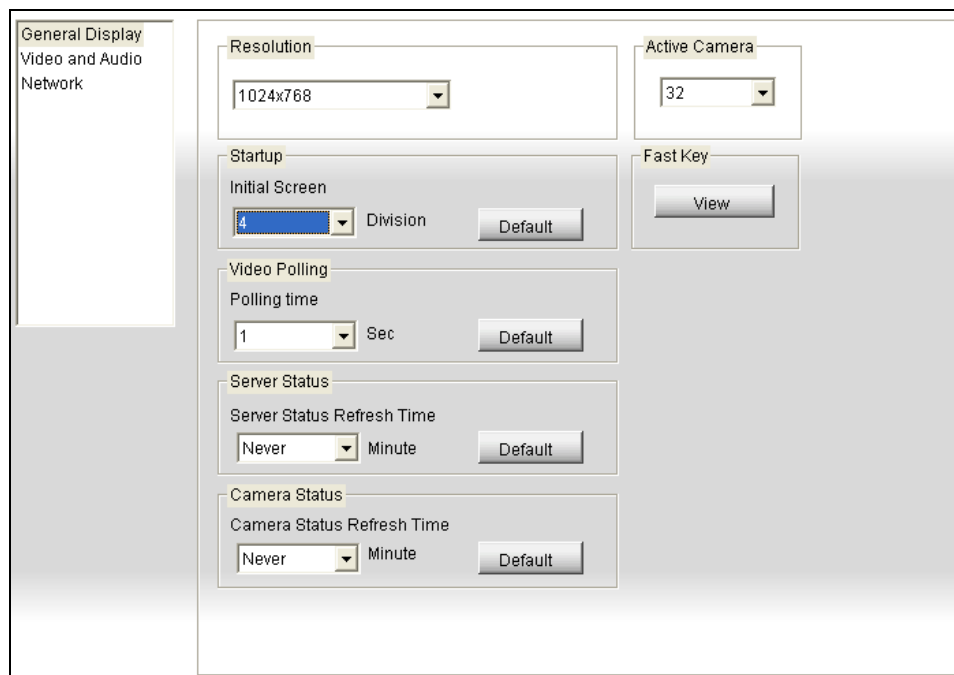 General Display
Video and Audio
Network
Resolution
1024x768
Active Camera
32
Startup
Initial Screen
4
Division
Default
Fast Key
View
Video Polling
Polling time
1
Sec
Default
Server Status
Server Status Refresh Time
Never
Minute
Default
Camera Status
Camera Status Refresh Time
Never
Minute
Default